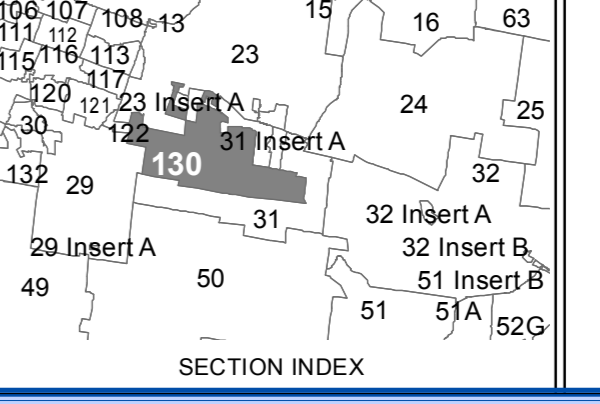 106 107 108 13 15 16 63
111 112
115 116 113 23
117
120 121 23 Insert A 24 25
30 122 31 Insert A
130
132 29 32
31 32 Insert A
29 Insert A 32 Insert B
49 50 51 Insert B
51 51A
52G
SECTION INDEX